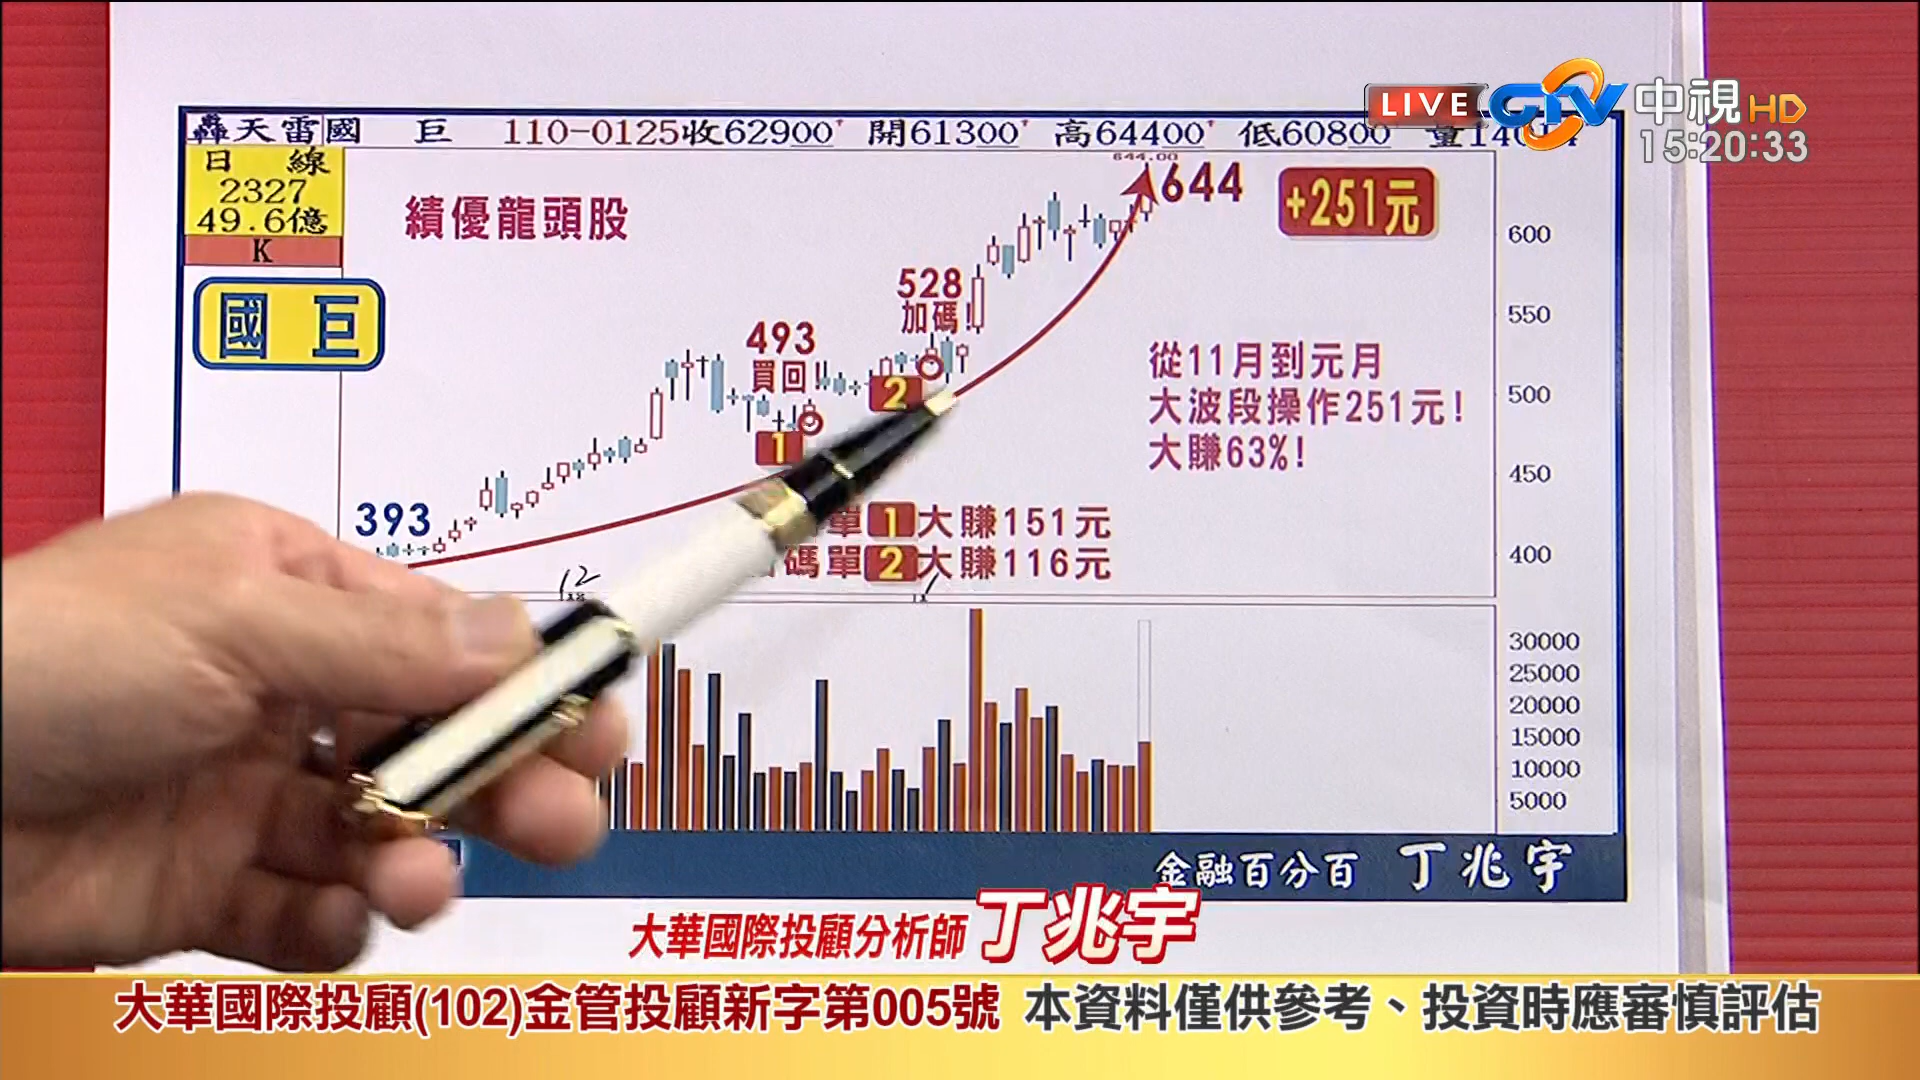 LIVE CTV 中視HD
15:20:33
轟天雷國 巨 110-0125收62900 開61300 高64400 低60800 量
日 線
2327
49.6億
K
國 巨
績優龍頭股
644.00
644
+251元
528
加碼!
493
買回!
2
1
393
從11月到元月
大波段操作251元!
大賺63%!
單1大賺151元
碼單2大賺116元
12
600
550
500
450
400
30000
25000
20000
15000
10000
5000
金融百分百 丁兆宇
大華國際投顧分析師 丁兆宇
大華國際投顧(102)金管投顧新字第005號 本資料僅供參考、投資時應審慎評估